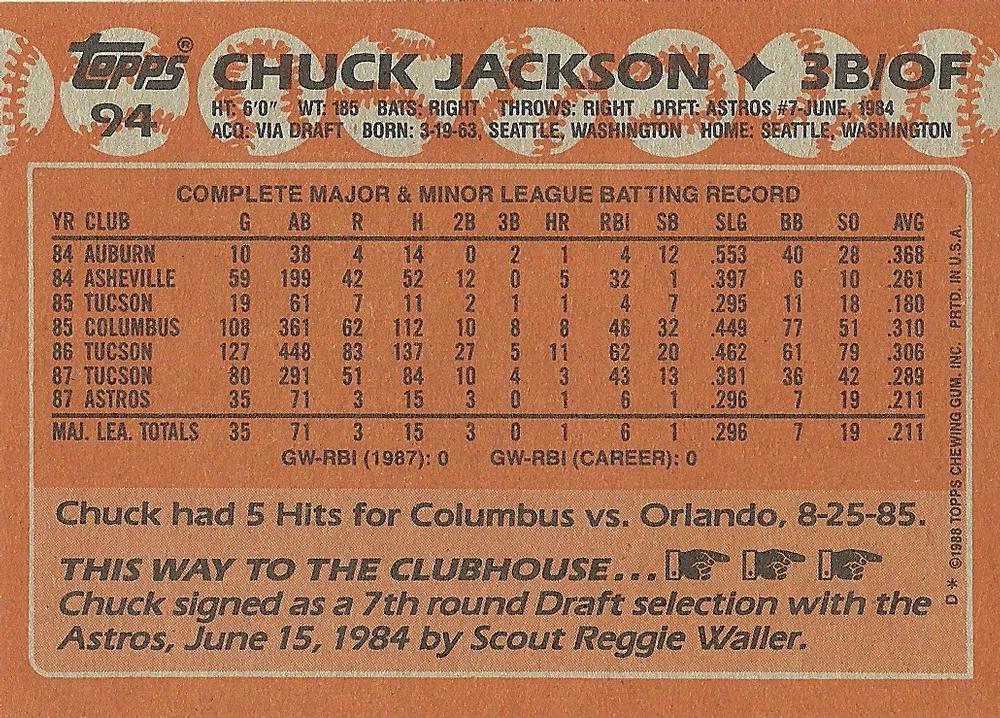 Topps® CHUCK JACKSON ✦ 3B/OF
94 HT: 6'0" WT: 185 BATS: RIGHT THROWS: RIGHT DRFT: ASTROS #7-JUNE, 1984
ACQ: VIA DRAFT BORN: 3-19-63, SEATTLE, WASHINGTON HOME: SEATTLE, WASHINGTON
COMPLETE MAJOR & MINOR LEAGUE BATTING RECORD
YR CLUB G AB R H 2B 3B HR RBI SB SLG BB SO AVG
84 AUBURN 10 38 4 14 0 2 1 4 12 .553 40 28 .368
84 ASHEVILLE 59 199 42 52 12 0 5 32 1 .397 6 10 .261
85 TUCSON 19 61 7 11 2 1 1 4 7 .295 11 18 .180
85 COLUMBUS 108 361 62 112 10 8 8 46 32 .449 77 51 .310
86 TUCSON 127 448 83 137 27 5 11 62 20 .462 61 79 .306
87 TUCSON 80 291 51 84 10 4 3 43 13 .381 36 42 .289
87 ASTROS 35 71 3 15 3 0 1 6 1 .296 7 19 .211
MAJ. LEA. TOTALS 35 71 3 15 3 0 1 6 1 .296 7 19 .211
GW-RBI (1987): 0 GW-RBI (CAREER): 0
Chuck had 5 Hits for Columbus vs. Orlando, 8-25-85.
THIS WAY TO THE CLUBHOUSE...
Chuck signed as a 7th round Draft selection with the
Astros, June 15, 1984 by Scout Reggie Waller.
D* ©1988 TOPPS CHEWING GUM, INC. PRTD. IN U.S.A.